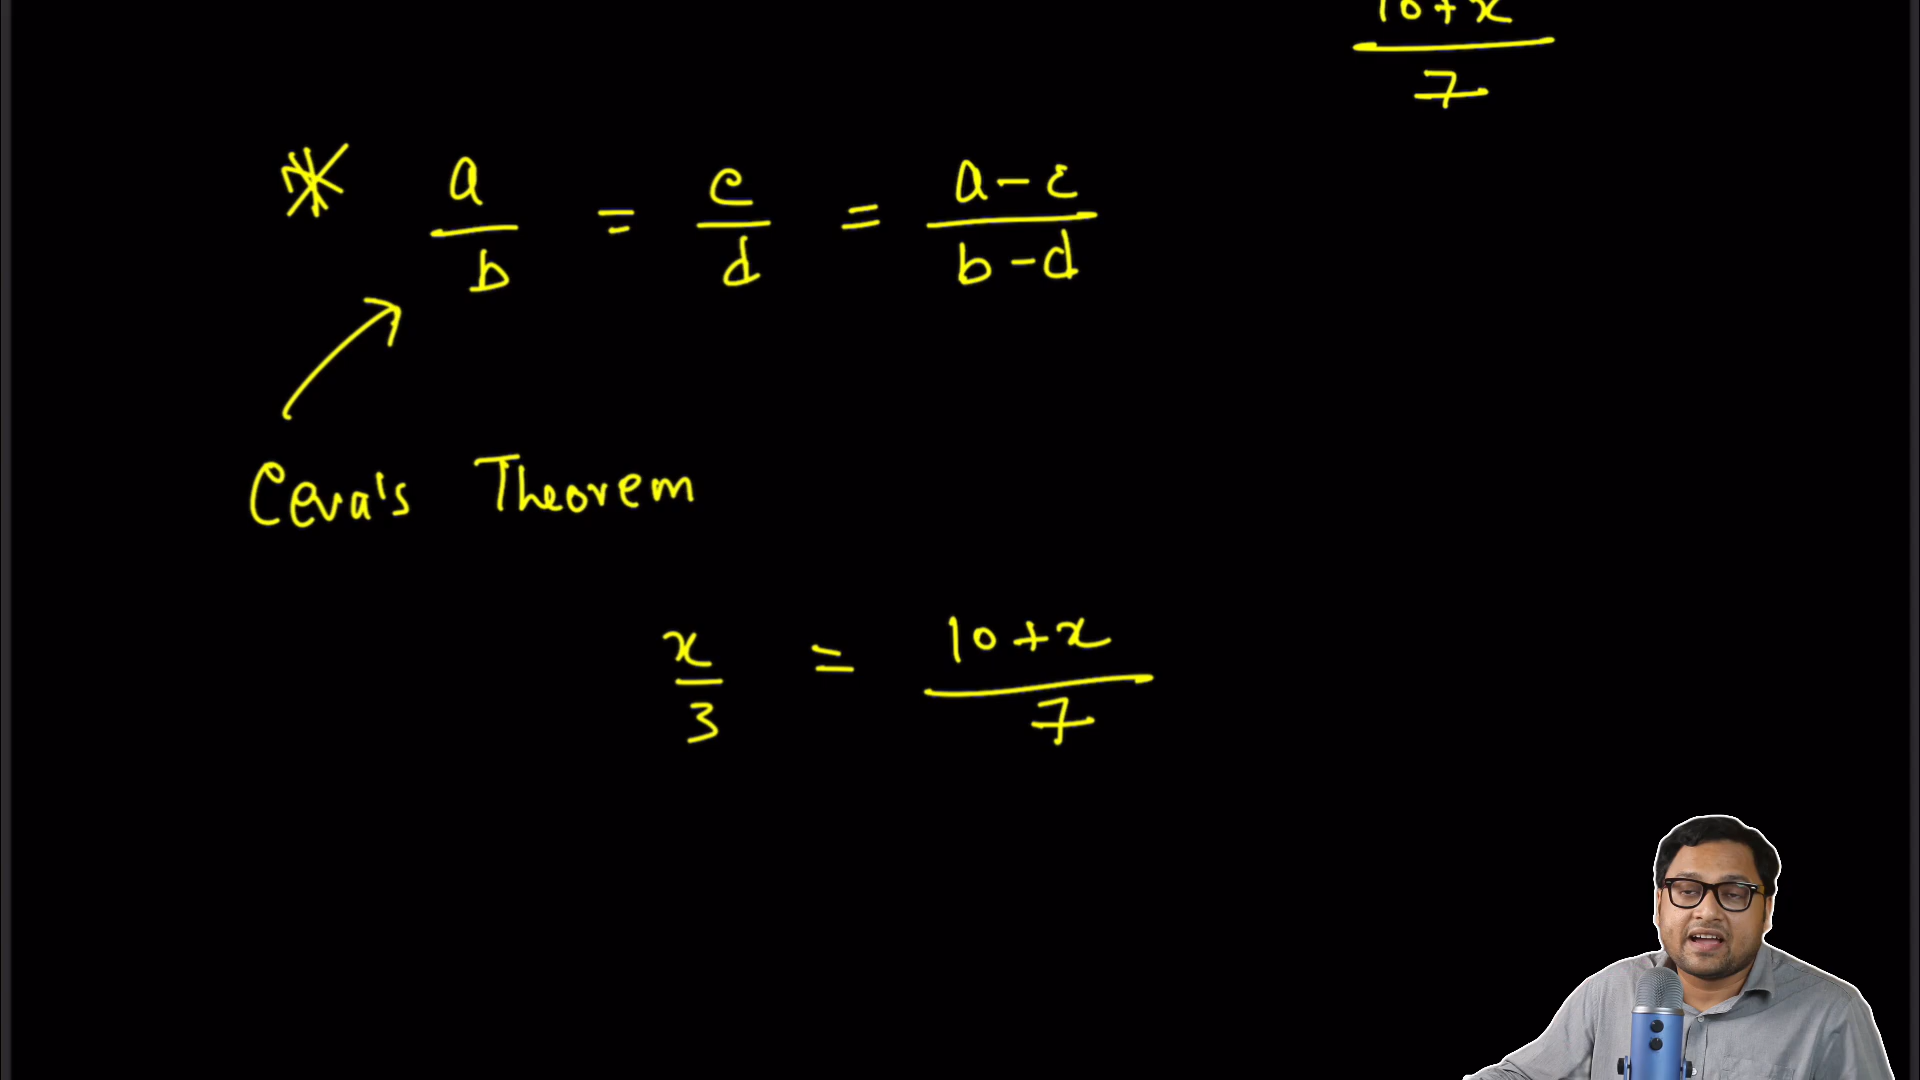 10+x
7
* a/b = c/d = a-c/b-d
Ceva's Theorem
x/3 = 10+x/7